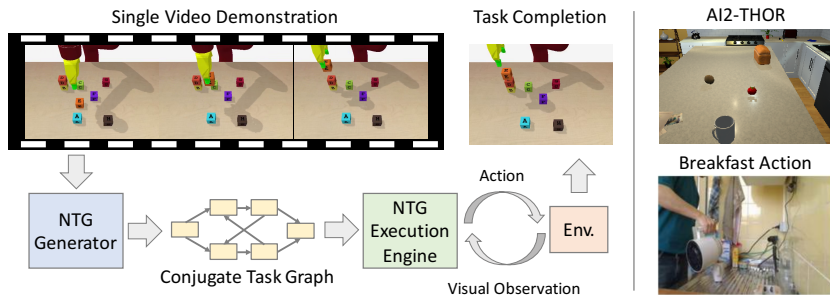 Single Video Demonstration
Task Completion
AI2-THOR
A
A
A
A
Breakfast Action
NTG
Generator
Conjugate Task Graph
NTG
Execution
Engine
Action
Env.
Visual Observation